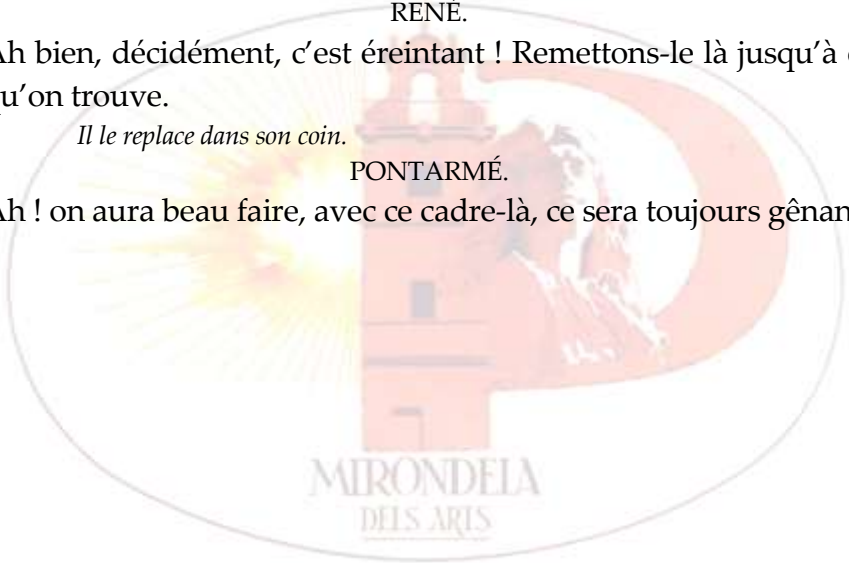 RENÉ.
Ah bien, décidément, c’est éreintant ! Remettons-le là jusqu’à
qu’on trouve.
Il le replace dans son coin.
PONTARMÉ.
Ah ! on aura beau faire, avec ce cadre-là, ce sera toujours
MIRONDELA
DELS ARTS